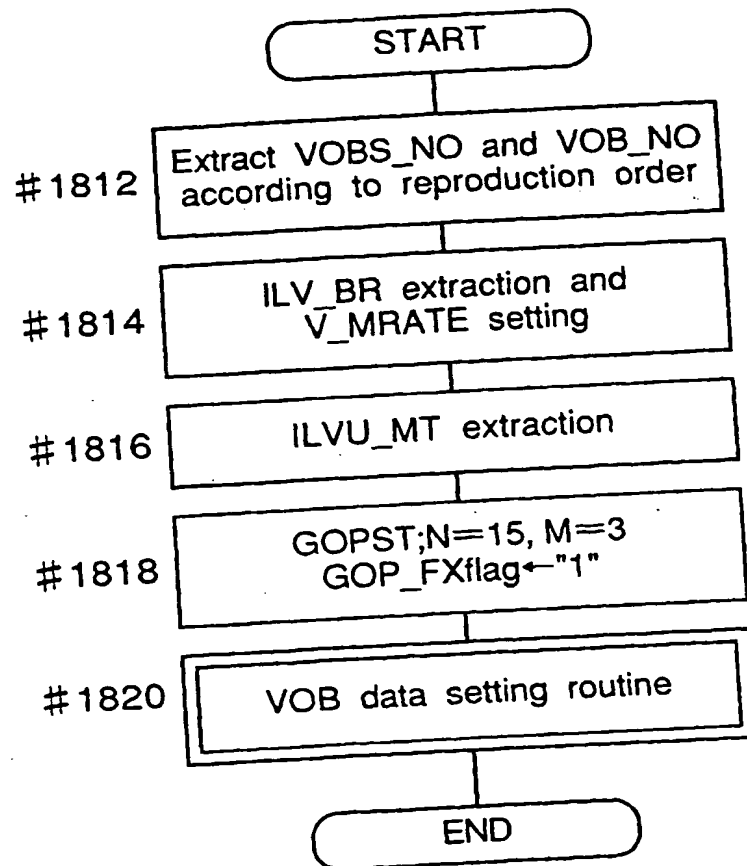 START
#1812
Extract VOBS_NO and VOB_NO
according to reproduction order
#1814
ILV_BR extraction and
V_MRATE setting
#1816
ILVU_MT extraction
#1818
GOPST;N=15, M=3
GOP_FXflag←"1"
#1820
VOB data setting routine
END